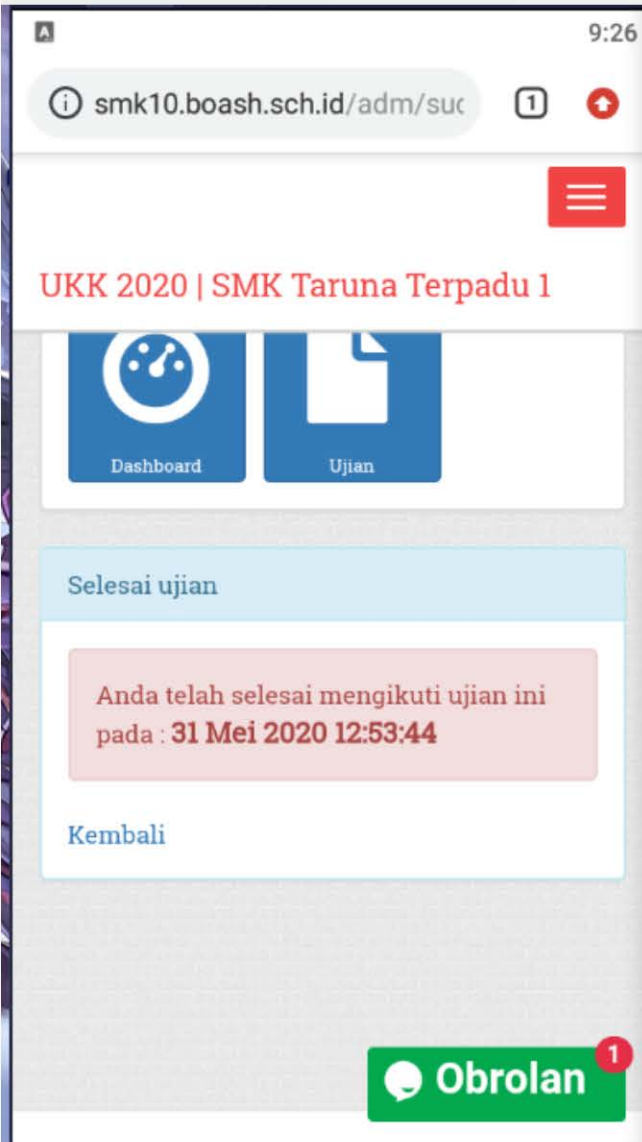 9:26
smk10.boash.sch.id/adm/suc
1
UKK 2020 | SMK Taruna Terpadu 1
Dashboard
Ujian
Selesai ujian
Anda telah selesai mengikuti ujian ini
pada : 31 Mei 2020 12:53:44
Kembali
1
Obrolan